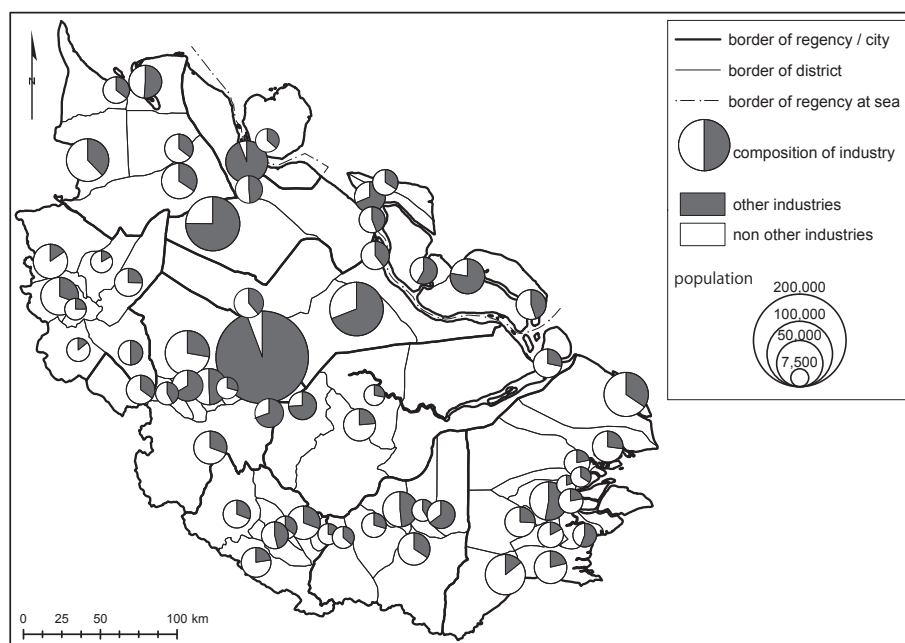 N
border of regency / city
border of district
border of regency at sea
composition of industry
other industries
non other industries
population
200,000
100,000
50,000
7,500
0 25 50 100 km